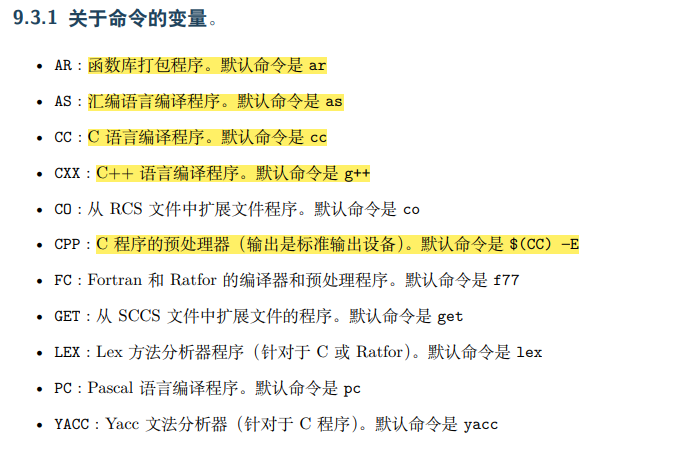 9.3.1 关于命令的变量。
• AR : 函数库打包程序。默认命令是 ar
• AS : 汇编语言编译程序。默认命令是 as
• CC : C 语言编译程序。默认命令是 cc
• CXX : C++ 语言编译程序。默认命令是 g++
• CO : 从 RCS 文件中扩展文件程序。默认命令是 co
• CPP : C 程序的预处理器（输出是标准输出设备）。默认命令是 $(CC) –E
• FC : Fortran 和 Ratfor 的编译器和预处理程序。默认命令是 f77
• GET : 从 SCCS 文件中扩展文件的程序。默认命令是 get
• LEX : Lex 方法分析器程序（针对于 C 或 Ratfor）。默认命令是 lex
• PC : Pascal 语言编译程序。默认命令是 pc
• YACC : Yacc 文法分析器（针对于 C 程序）。默认命令是 yacc